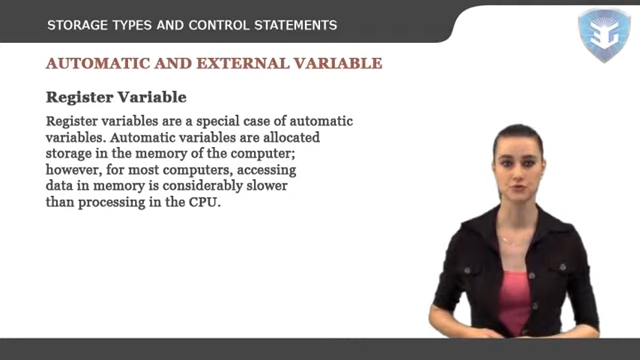 STORAGE TYPES AND CONTROL STATEMENTS
AUTOMATIC AND EXTERNAL VARIABLE
Register Variable
Register variables are a special case of automatic
variables. Automatic variables are allocated
storage in the memory of the computer;
however, for most computers, accessing
data in memory is considerably slower
than processing in the CPU.